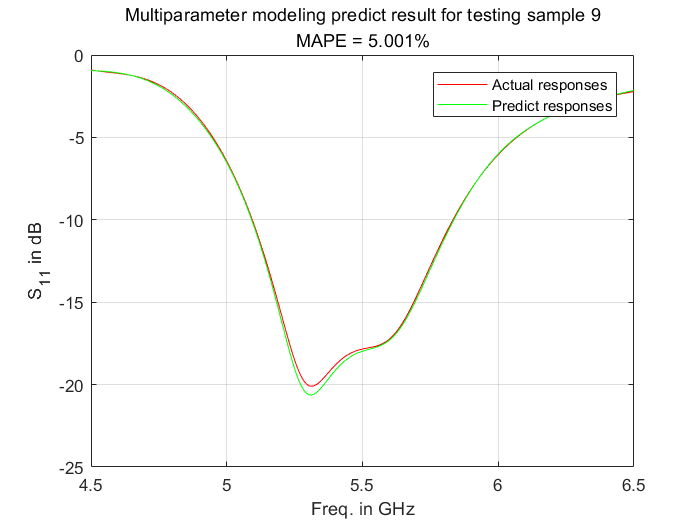 Multiparameter modeling predict result for testing sample 9
MAPE = 5.001%
0
-5
-10
-15
-20
-25
S11 in dB
Actual responses
Predict responses
4.5
5
5.5
6
6.5
Freq. in GHz